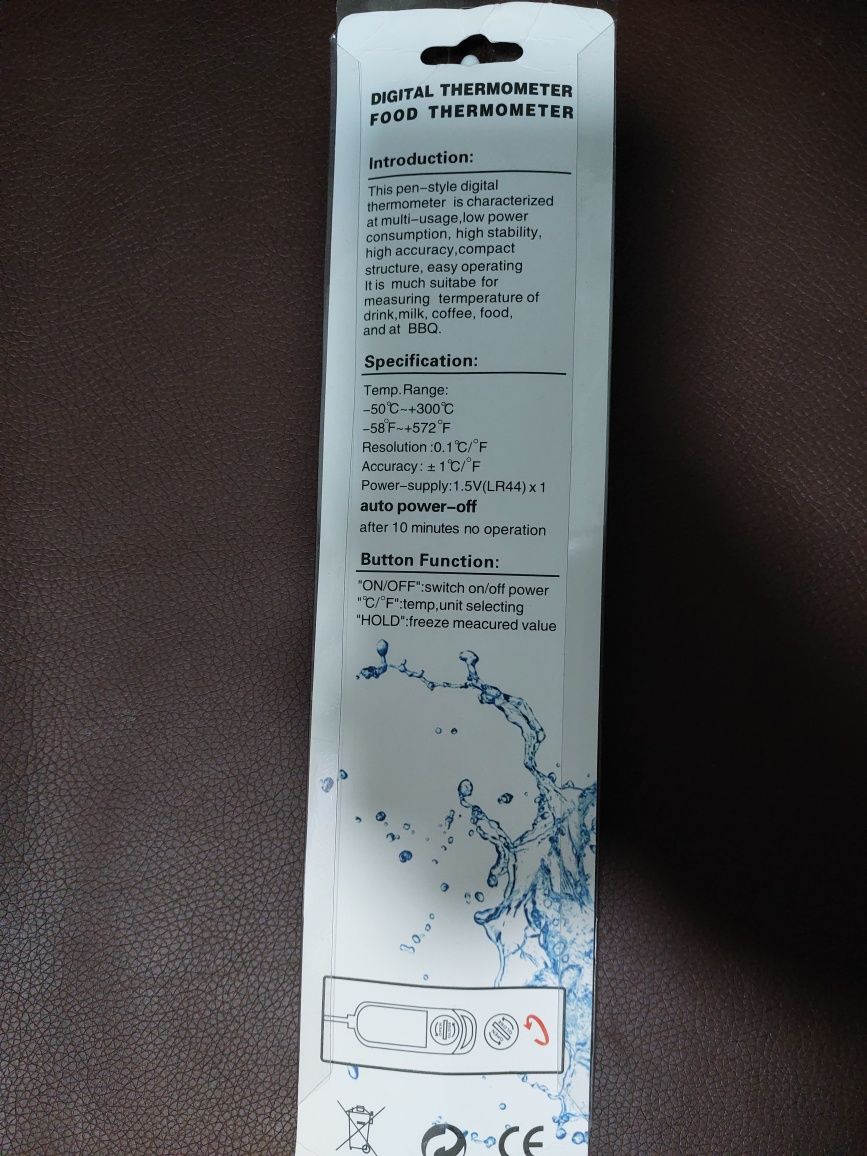 DIGITAL THERMOMETER
FOOD THERMOMETER
Introduction:
This pen-style digital
thermometer is characterized
at multi-usage,low power
consumption, high stability,
high accuracy,compact
structure, easy operating
It is much suitabe for
measuring termperature of
drink,milk, coffee, food,
and at BBQ.
Specification:
Temp.Range:
-50℃~+300℃
-58°F~+572°F
Resolution :0.1℃/°F
Accuracy: ± 1℃/°F
Power-supply:1.5V(LR44) x 1
auto power-off
after 10 minutes no operation
Button Function:
"ON/OFF":switch on/off power
"℃/°F":temp,unit selecting
"HOLD":freeze meacured value
CE